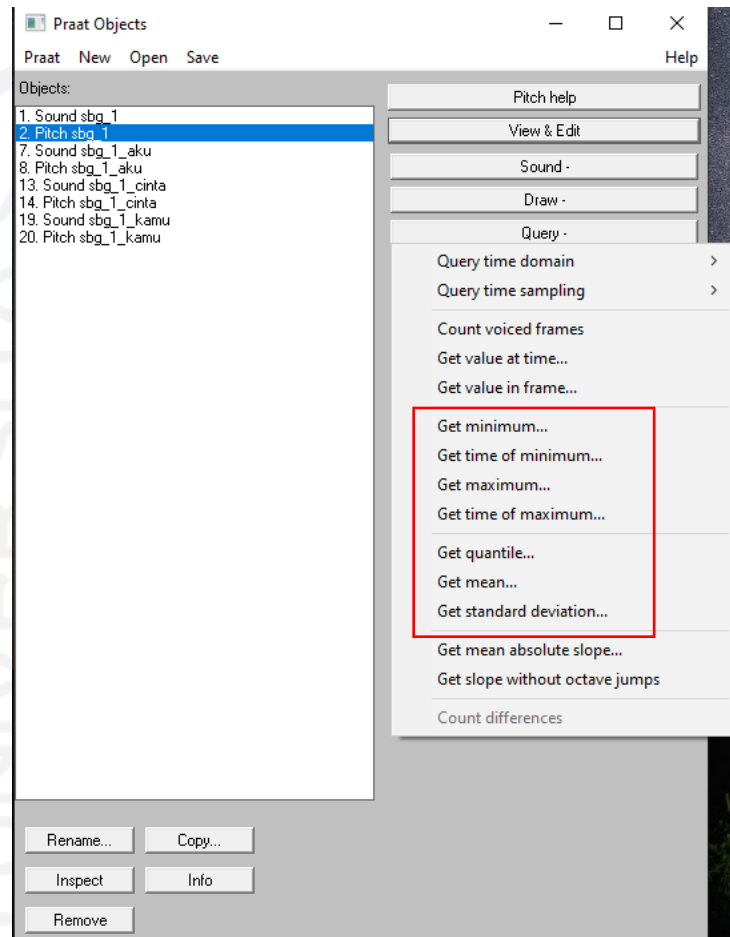 Praat Objects
Praat New Open Save Help
Objects:
1. Sound sbg_1
2. Pitch sbg_1
7. Sound sbg_1_aku
8. Pitch sbg_1_aku
13. Sound sbg_1_cinta
14. Pitch sbg_1_cinta
19. Sound sbg_1_kamu
20. Pitch sbg_1_kamu
Pitch help
View & Edit
Sound -
Draw -
Query -
Query time domain
Query time sampling
Count voiced frames
Get value at time...
Get value in frame...
Get minimum...
Get time of minimum...
Get maximum...
Get time of maximum...
Get quantile...
Get mean...
Get standard deviation...
Get mean absolute slope...
Get slope without octave jumps
Count differences
Rename... Copy...
Inspect Info
Remove